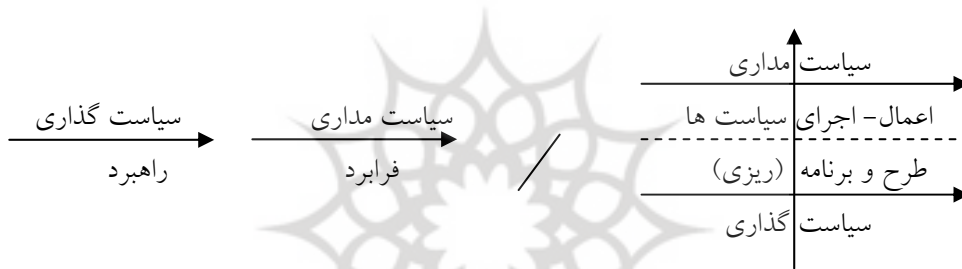 سیاست مداری
اعمال- اجرای سیاست ها
طرح و برنامه (ریزی)
سیاست گذاری
سیاست مداری
فرابرد
سیاست گذاری
راهبرد